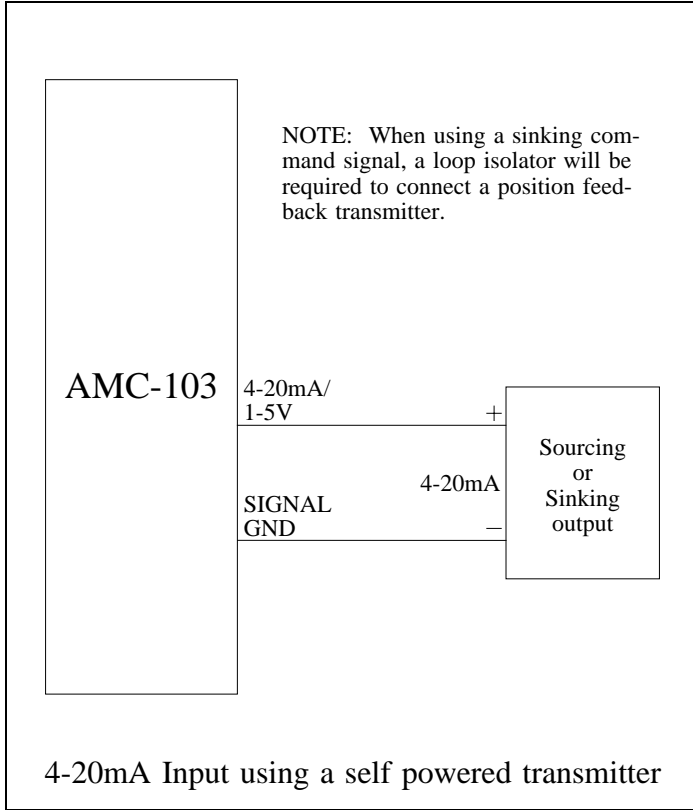 NOTE: When using a sinking com-
mand signal, a loop isolator will be
required to connect a position feed-
back transmitter.
AMC-103
4-20mA/
1-5V
+
Sourcing
or
Sinking
output
4-20mA
SIGNAL
GND
−
4-20mA Input using a self powered transmitter